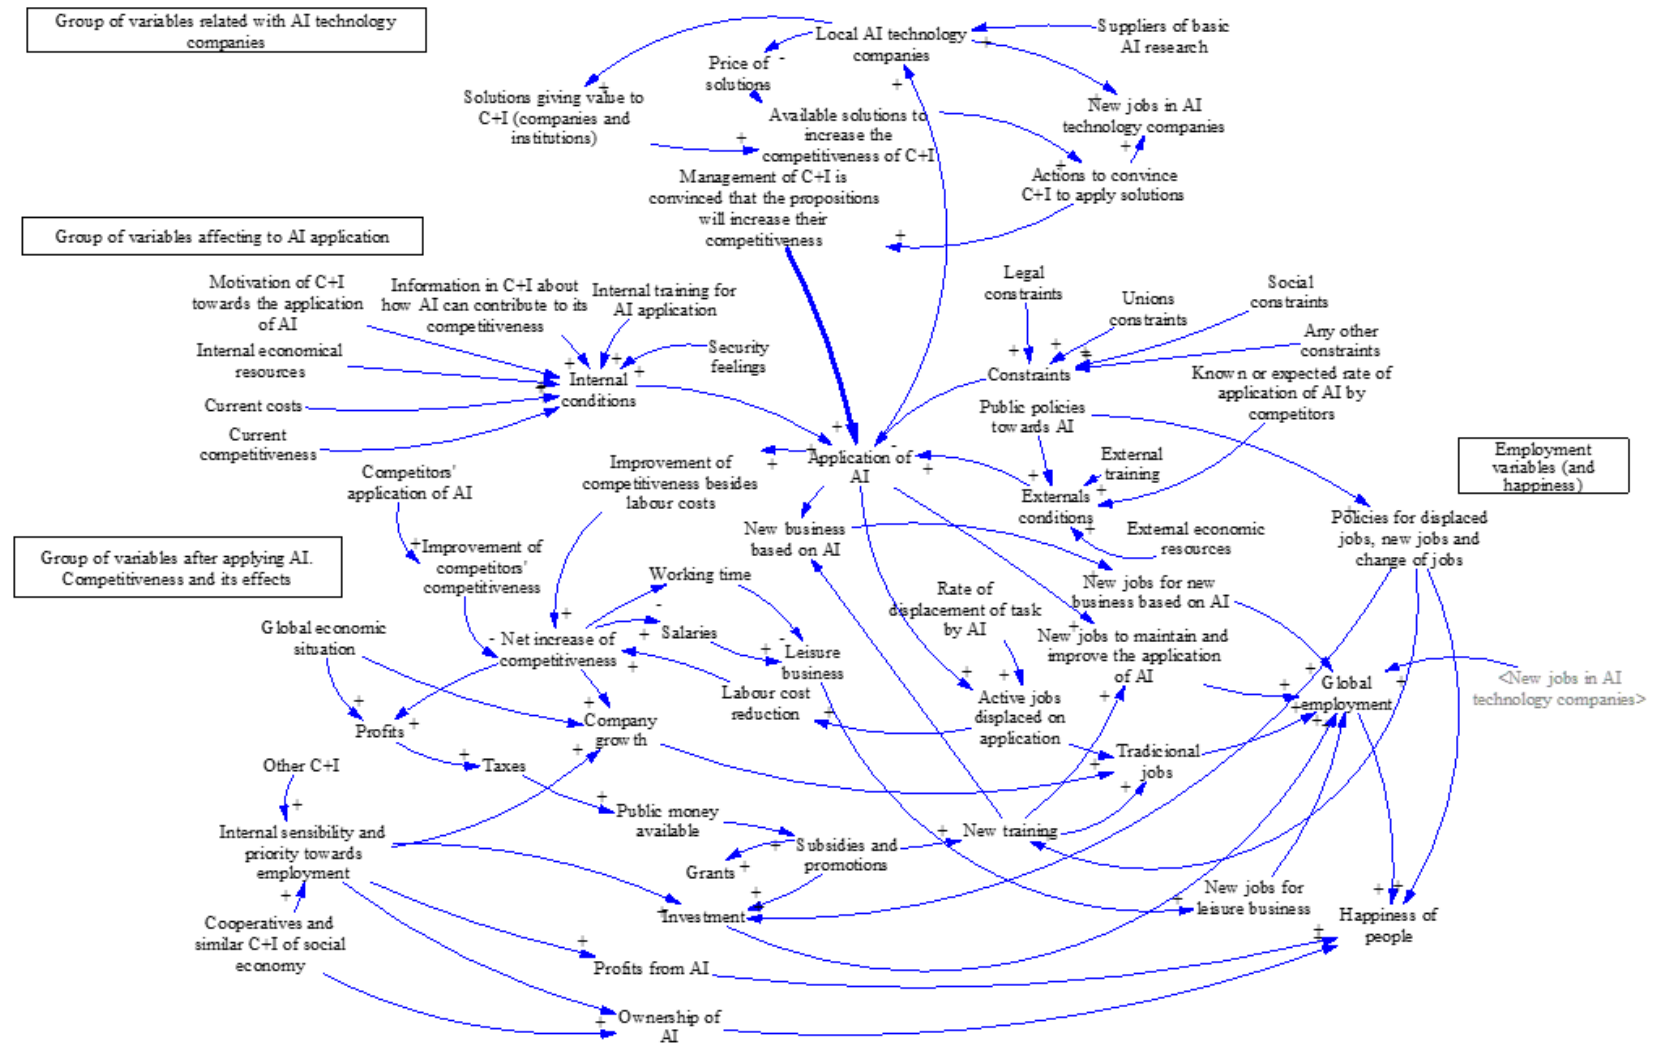 Group of variables related with AI technology
companies
Local AI technology
companies
Suppliers of basic
AI research
Price of
solutions
Solutions giving value to
C+I (companies and
institutions)
Available solutions to
increase the
competitiveness of C+I
New jobs in AI
technology companies
Actions to convince
C+I to apply solutions
Management of C+I is
convinced that the propositions
will increase their
competitiveness
Group of variables affecting to AI application
Motivation of C+I
towards the application
of AI
Information in C+I about
how AI can contribute to its
competitiveness
Internal training for
AI application
Security
feelings
Internal economical
resources
Current costs
Current
competitiveness
Internal
conditions
Legal
constraints
Unions
constraints
Social
constraints
Any other
constraints
Constraints
Known or expected rate of
application of AI by
competitors
Public policies
towards AI
External
training
Externals
conditions
External economic
resources
Application of
AI
Employment
variables (and
happiness)
Policies for displaced
jobs, new jobs and
change of jobs
Competitors'
application of AI
Improvement of
competitiveness besides
labour costs
New business
based on AI
Group of variables after applying AI.
Competitiveness and its effects
Improvement of
competitors'
competitiveness
Working time
Rate of
displacement of task
by AI
New jobs for new
business based on AI
Global economic
situation
Net increase of
competitiveness
Salaries
Leisure
business
New jobs to maintain and
improve the application
of AI
Labour cost
reduction
Active jobs
displaced on
application
Global
employment
<New jobs in AI
technology companies>
Profits
Company
growth
Tradicional
jobs
Other C+I
Taxes
Public money
available
Internal sensibility and
priority towards
employment
Subsidies and
promotions
New training
Grants
Investment
New jobs for
leisure business
Happiness of
people
Cooperatives and
similar C+I of social
economy
Profits from AI
Ownership of
AI